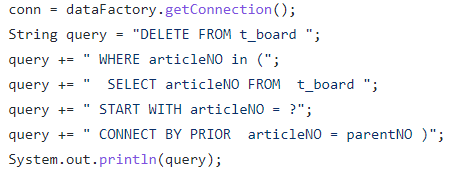 conn = dataFactory.getConnection();
String query = "DELETE FROM t_board ";
query += " WHERE articleNO in (";
query += "  SELECT articleNO FROM  t_board ";
query += " START WITH articleNO = ?";
query += " CONNECT BY PRIOR  articleNO = parentNO )";
System.out.println(query);